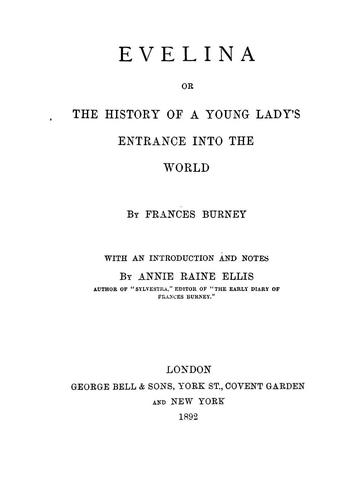 EVELINA
OR
THE HISTORY OF A YOUNG LADY'S
ENTRANCE INTO THE
WORLD
BY FRANCES BURNEY
WITH AN INTRODUCTION AND NOTES
BY ANNIE RAINE ELLIS
AUTHOR OF "SYLVESTRA," EDITOR OF "THE EARLY DIARY OF
FRANCES BURNEY."
LONDON
GEORGE BELL & SONS, YORK ST., COVENT GARDEN
AND NEW YORK
1892